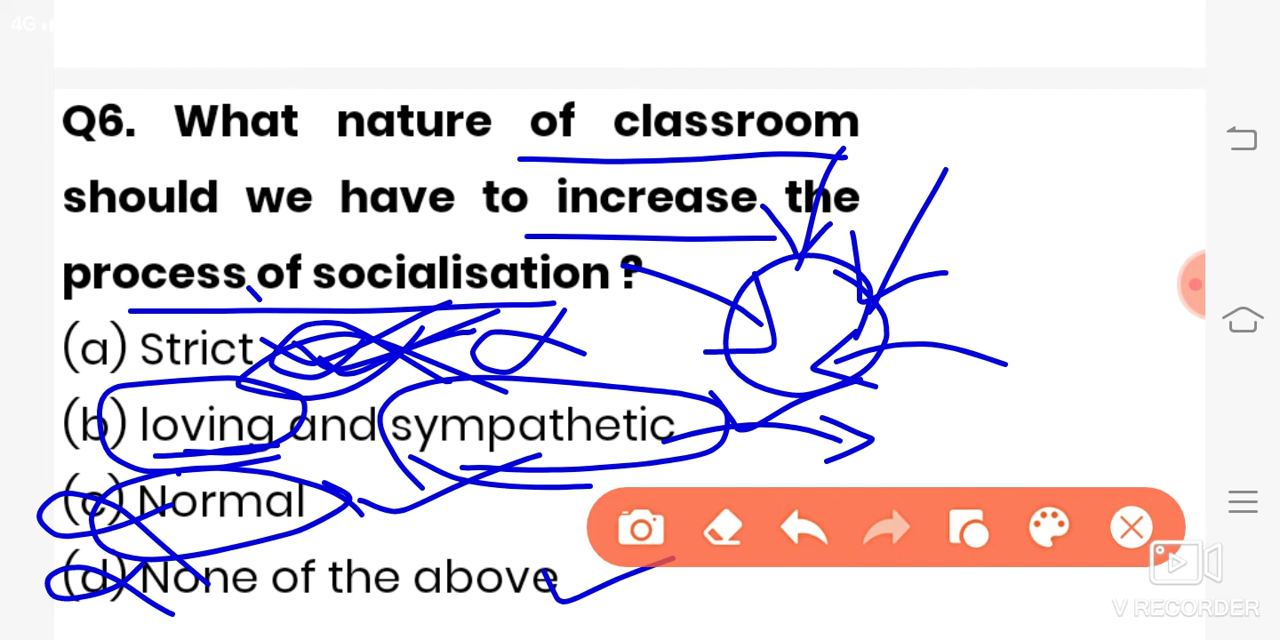 4G
Q6. What nature of classroom
should we have to increase the
process of socialisation ?
(a) Strict
(b) loving and sympathetic
(c) Normal
(d) None of the above
V RECORDER